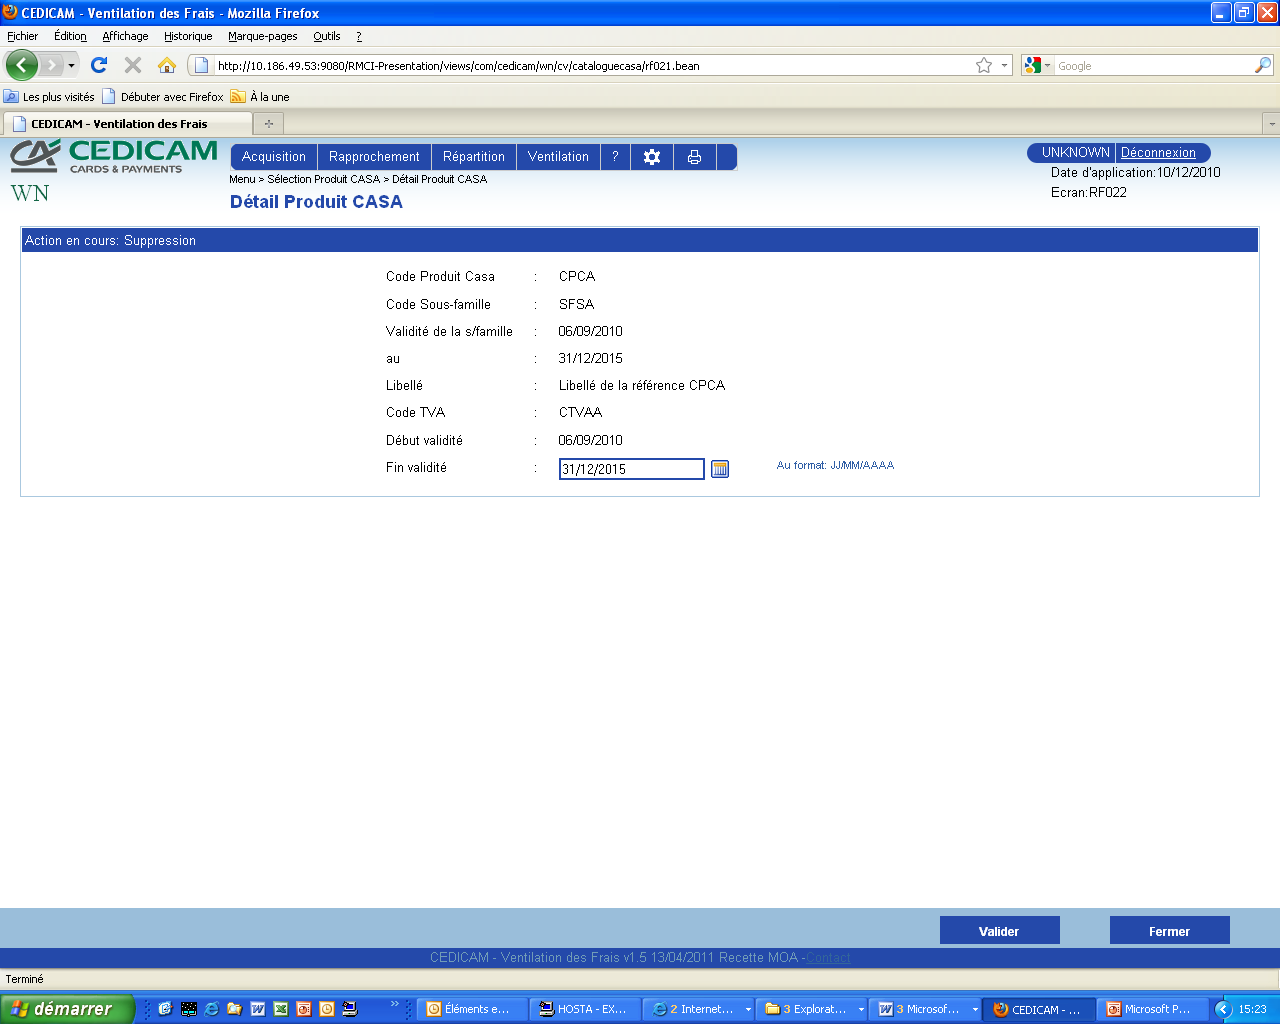 CEDICAM - Ventilation des Frais - Mozilla Firefox
Fichier Édition Affichage Historique Marque-pages Outils ?
http://10.186.49.53:9080/RMCI-Presentation/views/com/cedicam/wn/cv/cataloguecasa/rf021.bean
Google
Les plus visités Débuter avec Firefox À la une
CEDICAM - Ventilation des Frais
CA CEDICAM
CARDS & PAYMENTS
WN
Acquisition Rapprochement Répartition Ventilation ?
UNKNOWN Déconnexion
Menu > Sélection Produit CASA > Détail Produit CASA
Date d'application:10/12/2010
Détail Produit CASA
Ecran:RF022
Action en cours: Suppression
Code Produit Casa : CPCA
Code Sous-famille : SFSA
Validité de la s/famille : 06/09/2010
au : 31/12/2015
Libellé : Libellé de la référence CPCA
Code TVA : CTVAA
Début validité : 06/09/2010
Fin validité : 31/12/2015 Au format: JJ/MM/AAAA
Valider Fermer
CEDICAM - Ventilation des Frais v1.5 13/04/2011 Recette MOA -Contact
Terminé
démarrer Éléments e... HOSTA - EX... 2 Internet... 3 Explorat... 3 Microsof... CEDICAM - ... Microsoft P... 15:23